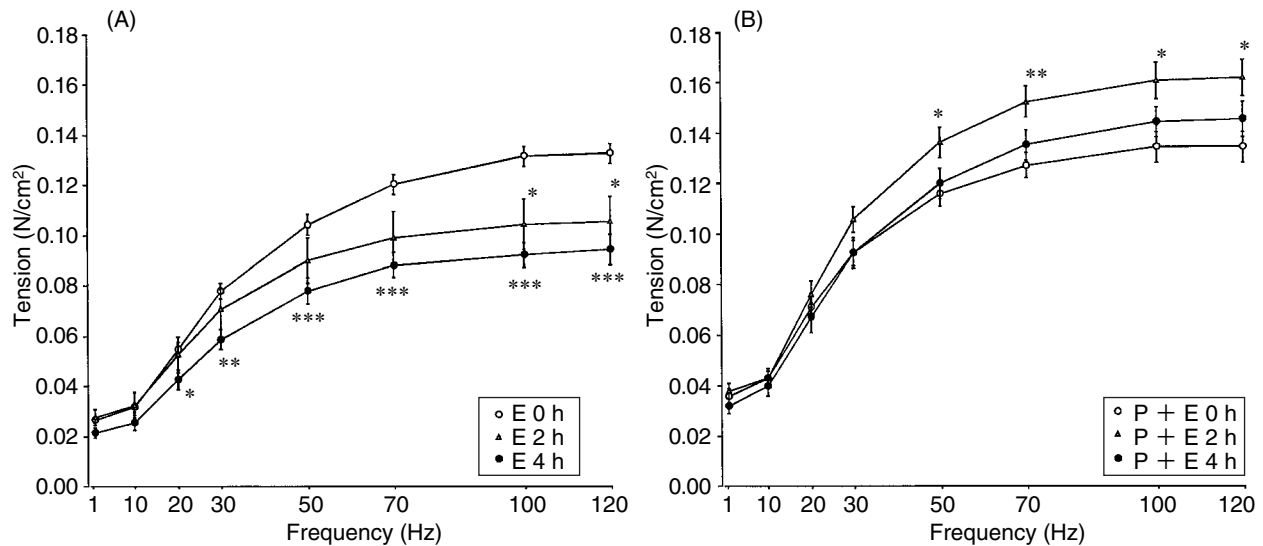 (A)
Tension (N/cm²)
0.18
0.16
0.14
0.12
0.10
0.08
0.06
0.04
0.02
0.00
* *
*** *** *** *** ** *
E 0 h
E 2 h
E 4 h
1 10 20 30 50 70 100 120
Frequency (Hz)
(B)
Tension (N/cm²)
0.18
0.16
0.14
0.12
0.10
0.08
0.06
0.04
0.02
0.00
* ** * *
P + E 0 h
P + E 2 h
P + E 4 h
1 10 20 30 50 70 100 120
Frequency (Hz)